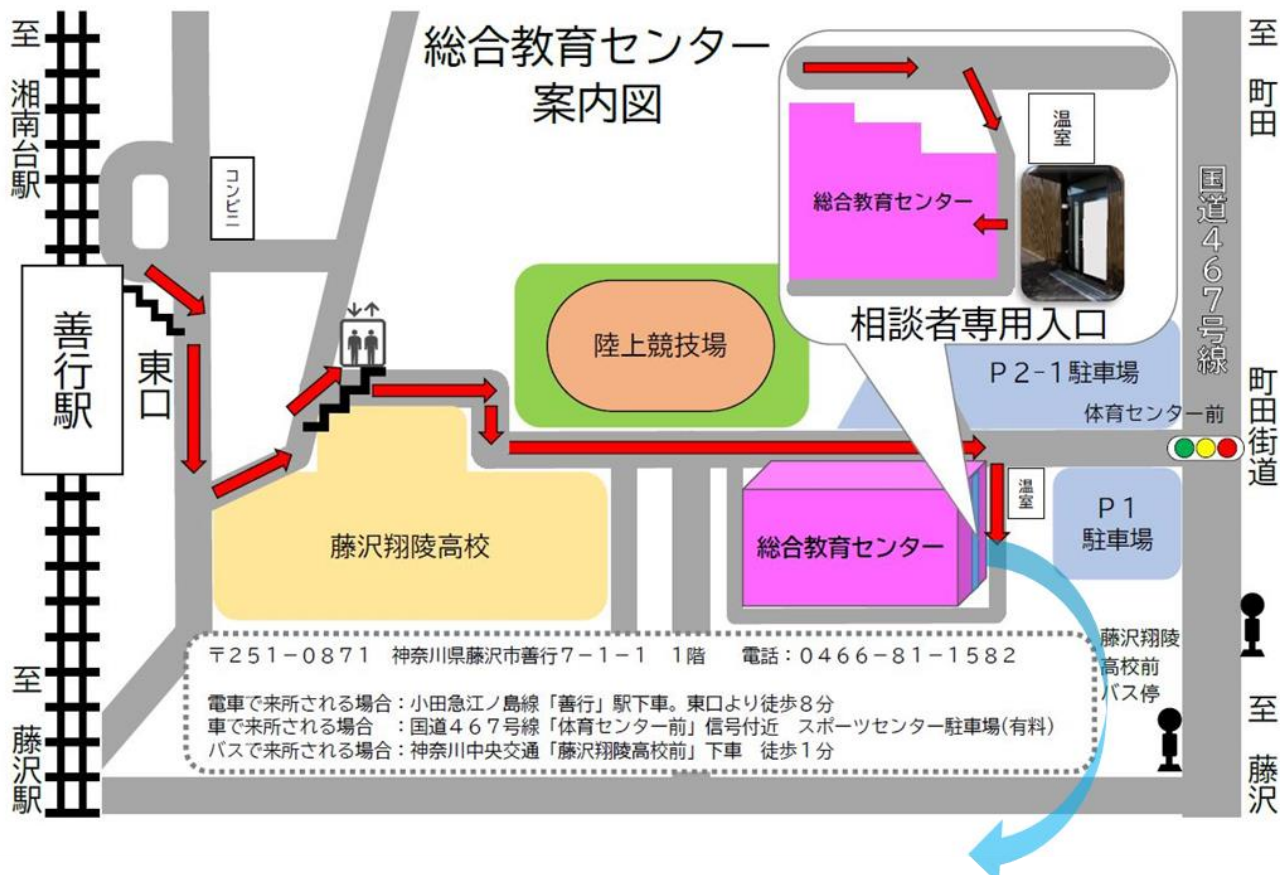 総合教育センター
案内図
至 湘南台駅
コンビニ
善行駅
東口
陸上競技場
総合教育センター
温室
相談者専用入口
至 町田
国道467号線
町田街道
P2-1駐車場
体育センター前
藤沢翔陵高校
総合教育センター
温室
P1
駐車場
藤沢翔陵
高校前
バス停
至 藤沢
至 藤沢駅
〒251-0871 神奈川県藤沢市善行7-1-1 1階 電話:0466-81-1582
電車で来所される場合:小田急江ノ島線「善行」駅下車。東口より徒歩8分
車で来所される場合 :国道467号線「体育センター前」信号付近 スポーツセンター駐車場(有料)
バスで来所される場合:神奈川中央交通「藤沢翔陵高校前」下車 徒歩1分